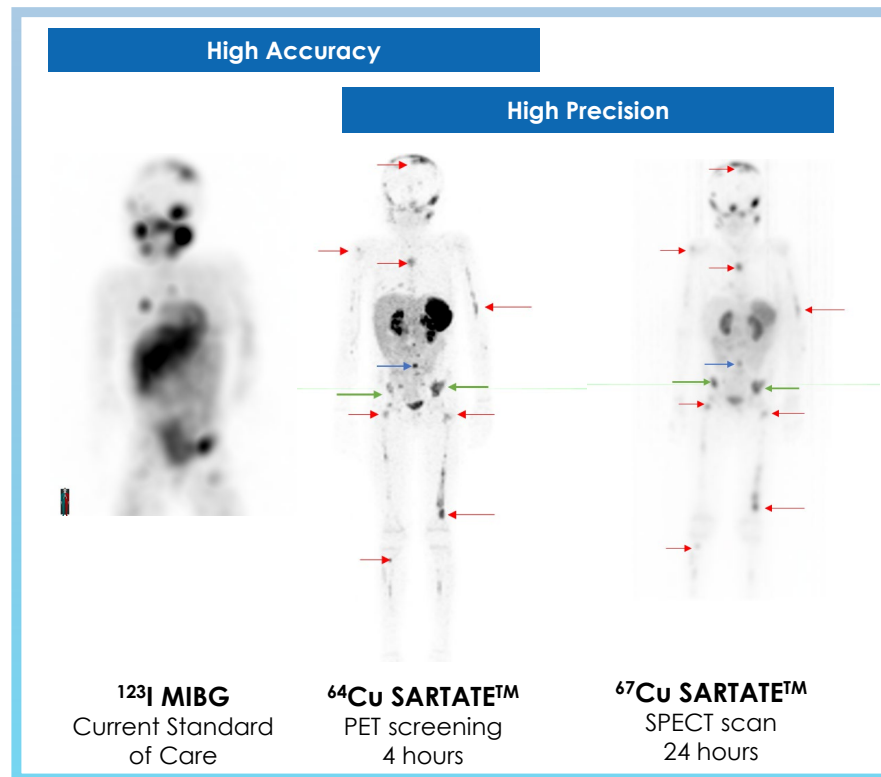 High Accuracy
High Precision
¹²³I MIBG
Current Standard
of Care
⁶⁴Cu SARTATE™
PET screening
4 hours
⁶⁷Cu SARTATE™
SPECT scan
24 hours